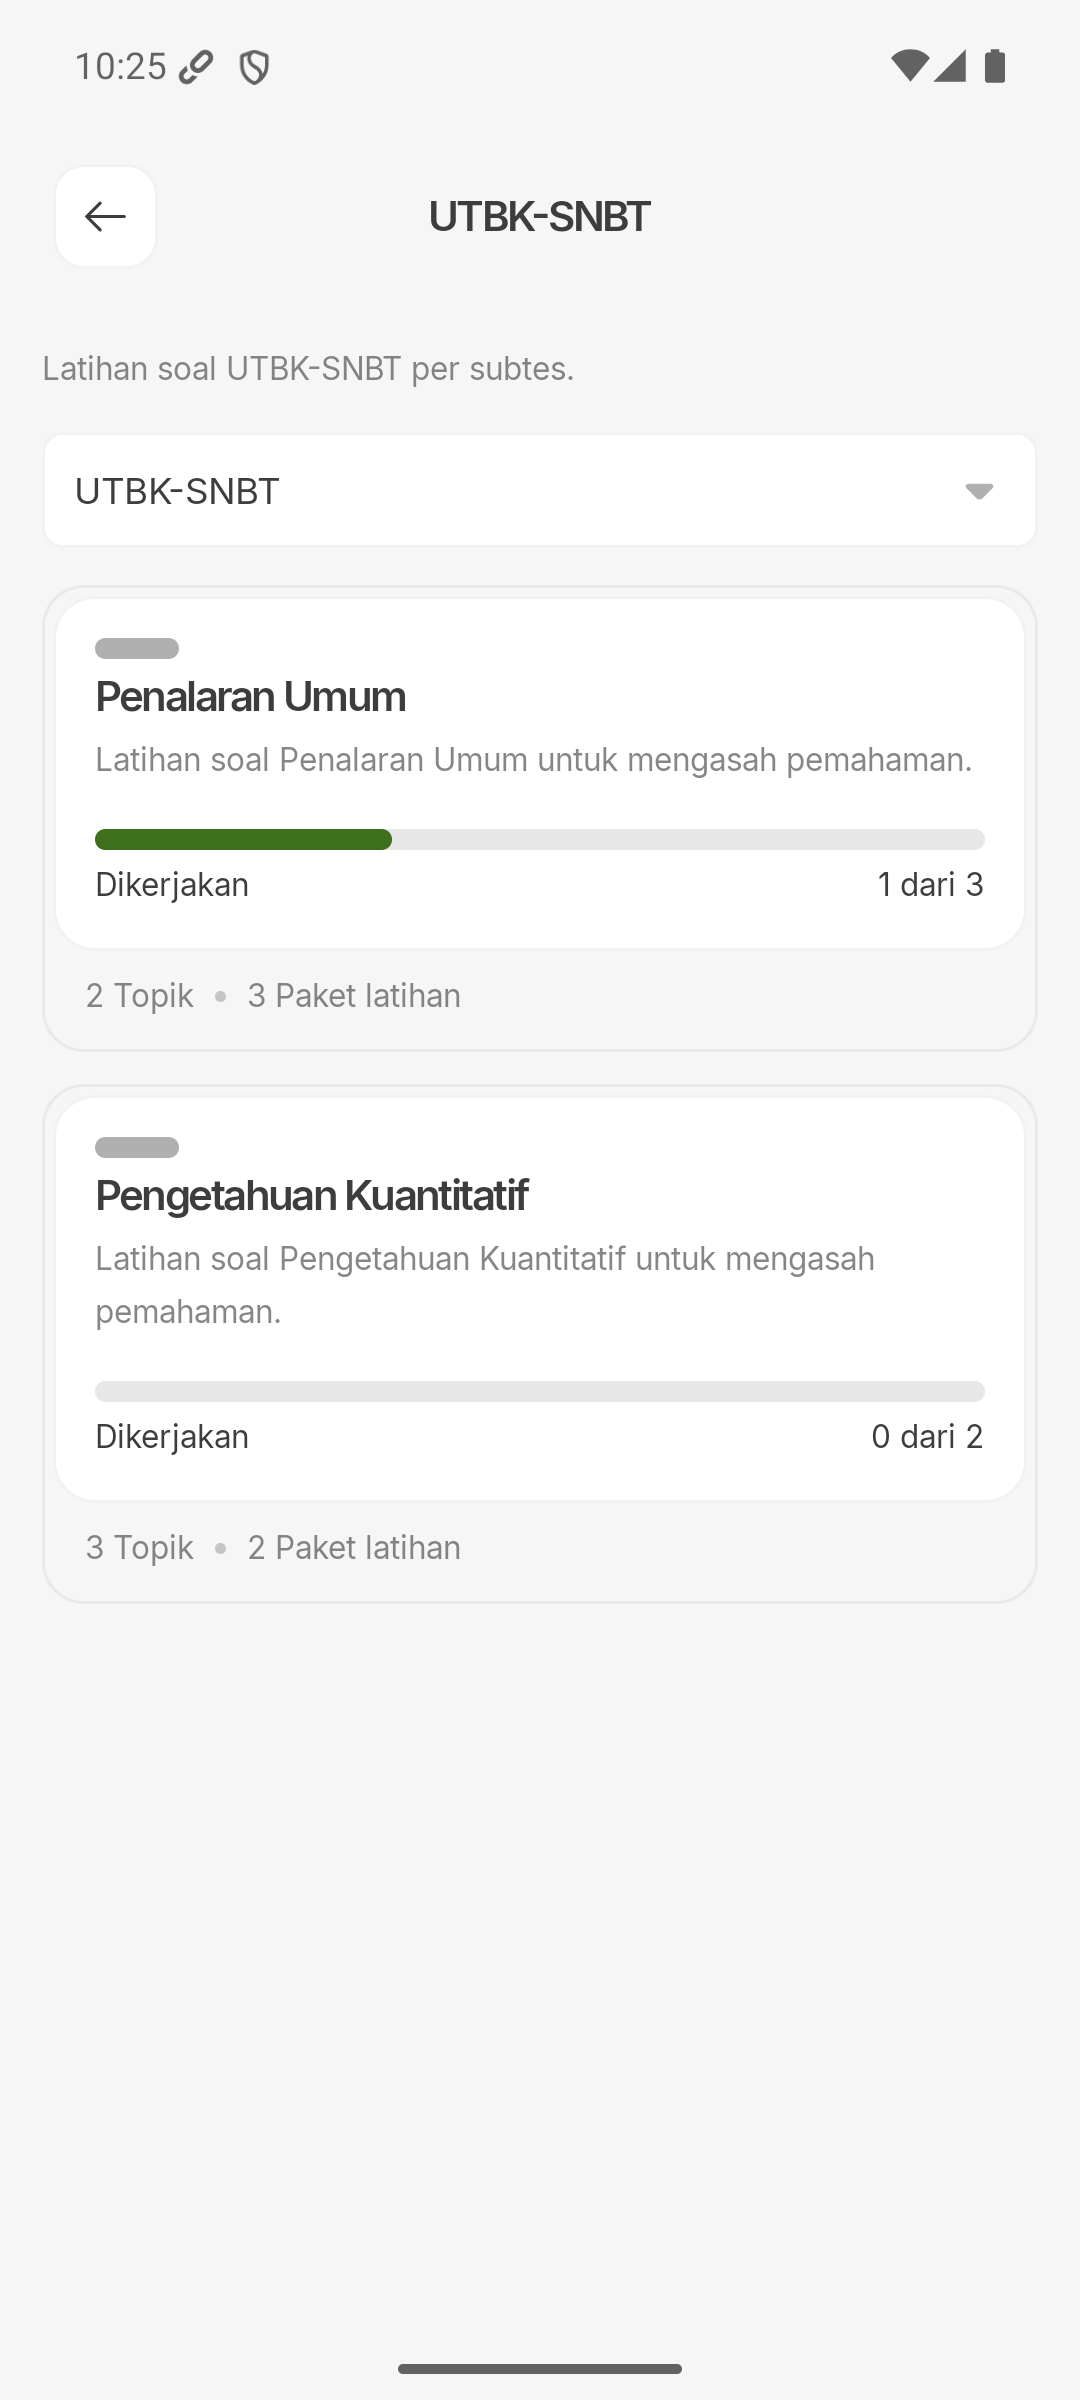 10:25
UTBK-SNBT
Latihan soal UTBK-SNBT per subtes.
UTBK-SNBT
Penalaran Umum
Latihan soal Penalaran Umum untuk mengasah pemahaman.
Dikerjakan 1 dari 3
2 Topik • 3 Paket latihan
Pengetahuan Kuantitatif
Latihan soal Pengetahuan Kuantitatif untuk mengasah
pemahaman.
Dikerjakan 0 dari 2
3 Topik • 2 Paket latihan